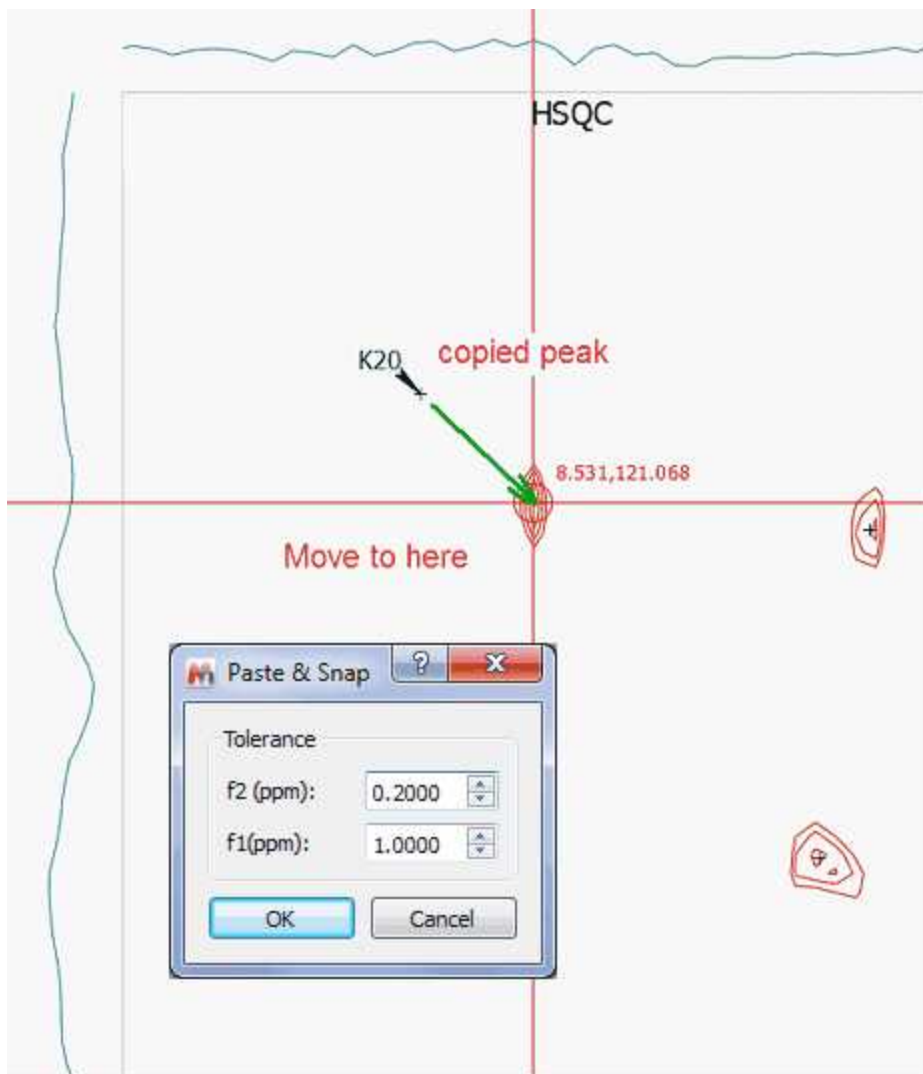 HSQC
K20
copied peak
8.531,121.068
Move to here
Paste & Snap
Tolerance
f2 (ppm): 0.2000
f1(ppm): 1.0000
OK Cancel